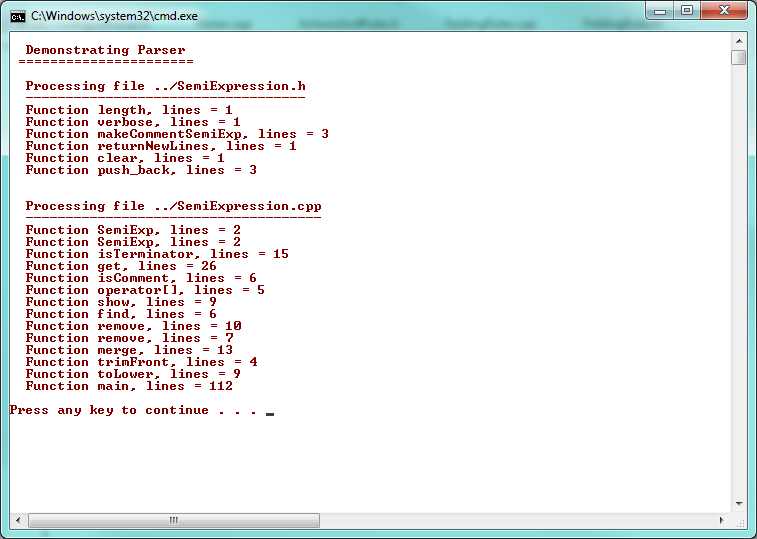 C:\Windows\system32\cmd.exe
Demonstrating Parser
======================
Processing file ../SemiExpression.h
-----------------------------------
Function length, lines = 1
Function verbose, lines = 1
Function makeCommentSemiExp, lines = 3
Function returnNewLines, lines = 1
Function clear, lines = 1
Function push_back, lines = 3
Processing file ../SemiExpression.cpp
-------------------------------------
Function SemiExp, lines = 2
Function SemiExp, lines = 2
Function isTerminator, lines = 15
Function get, lines = 26
Function isComment, lines = 6
Function operator[], lines = 5
Function show, lines = 9
Function find, lines = 6
Function remove, lines = 10
Function remove, lines = 7
Function merge, lines = 13
Function trimFront, lines = 4
Function toLower, lines = 9
Function main, lines = 112
Press any key to continue . . . _